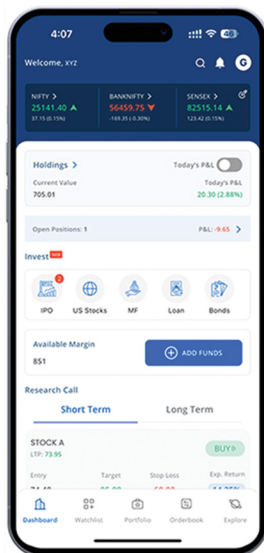 4:07
46
Welcome, XYZ
G
NIFTY > BANKNIFTY > SENSEX >
25141.40 56459.75 82515.14
37.15 (0.15%) -169.35 (-0.30%) 123.42 (0.15%)
Holdings > Today's P&L
Current Value Today's P&L
705.01 20.30 (2.88%)
Open Positions: 1 P&L: -9.65 >
Invest NEW
2
IPO US Stocks MF Loan Bonds
Available Margin
851
ADD FUNDS
Research Call
Short Term Long Term
STOCK A
LTP: 73.95
BUY
Entry Target Stop Loss Exp. Return
Dashboard Watchlist Portfolio Orderbook Explore